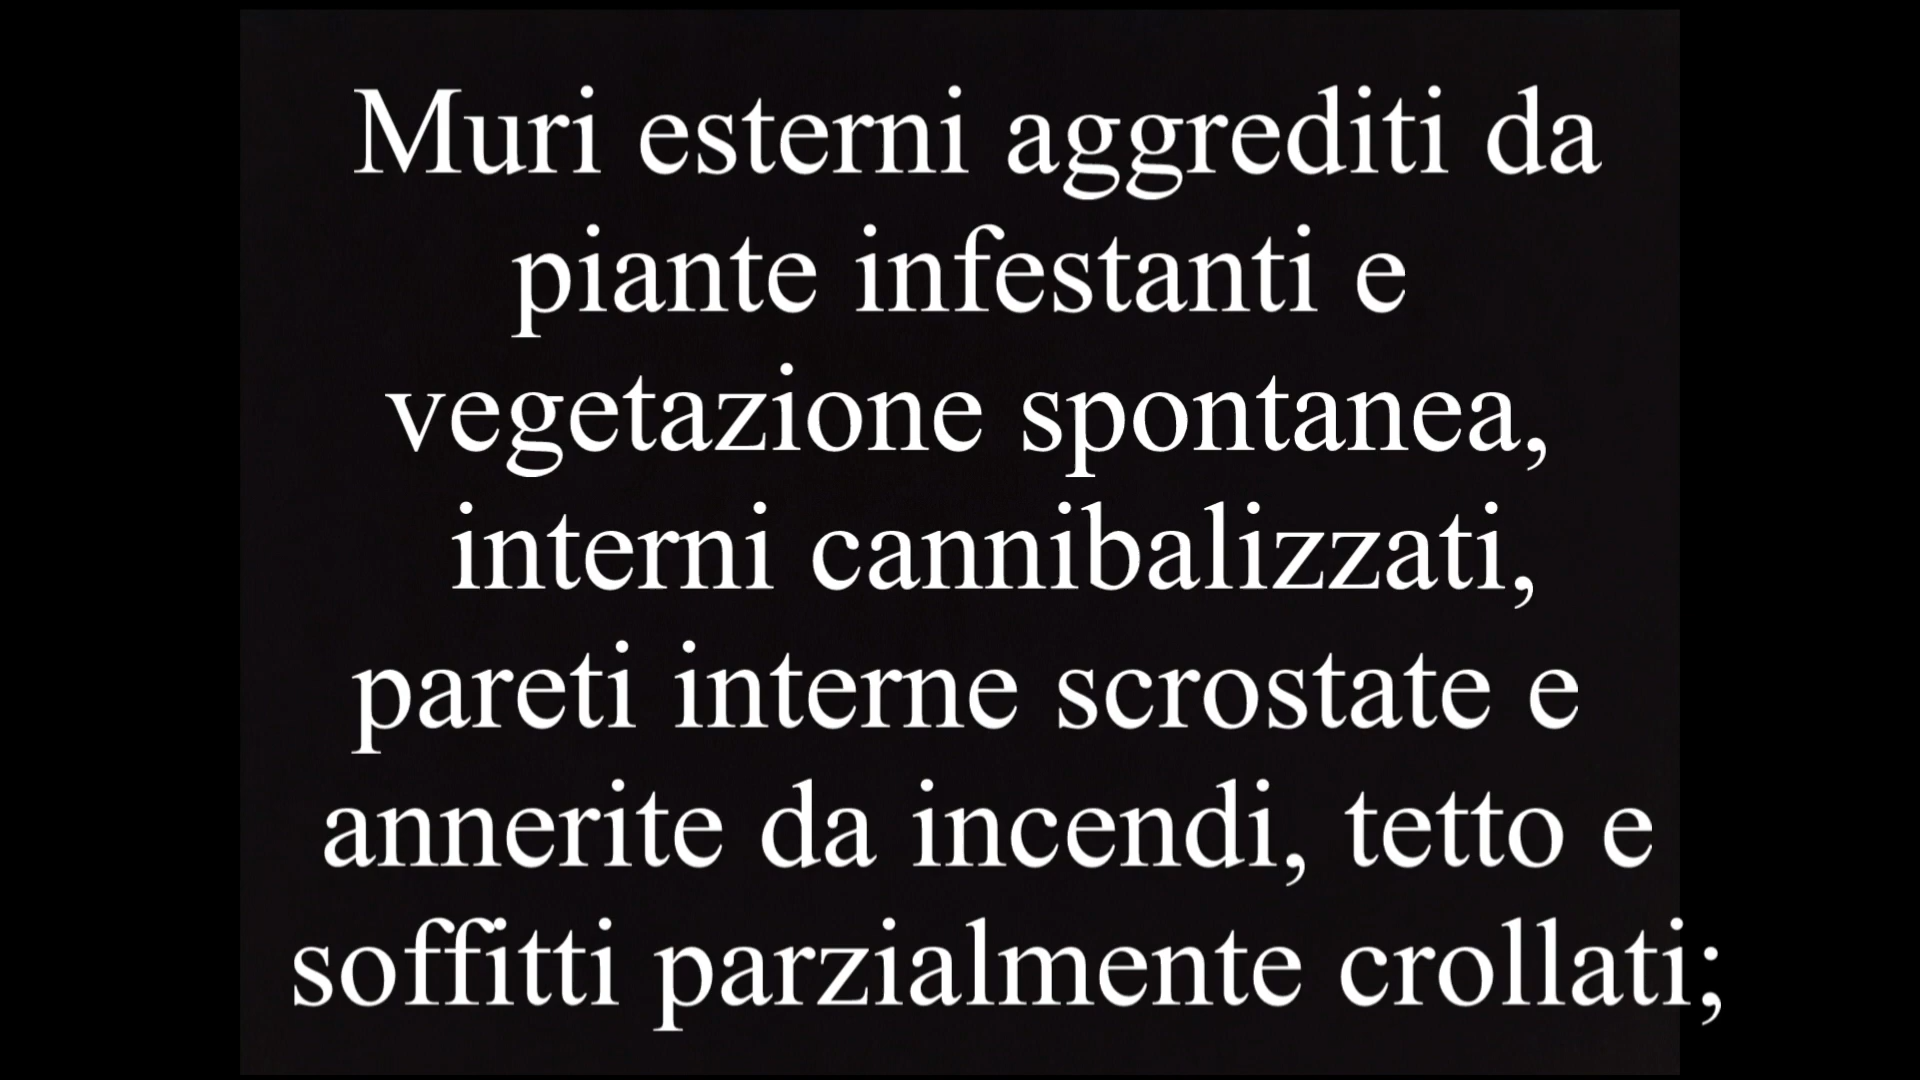 Muri esterni aggrediti da
piante infestanti e
vegetazione spontanea,
interni cannibalizzati,
pareti interne scrostate e
annerite da incendi, tetto e
soffitti parzialmente crollati;